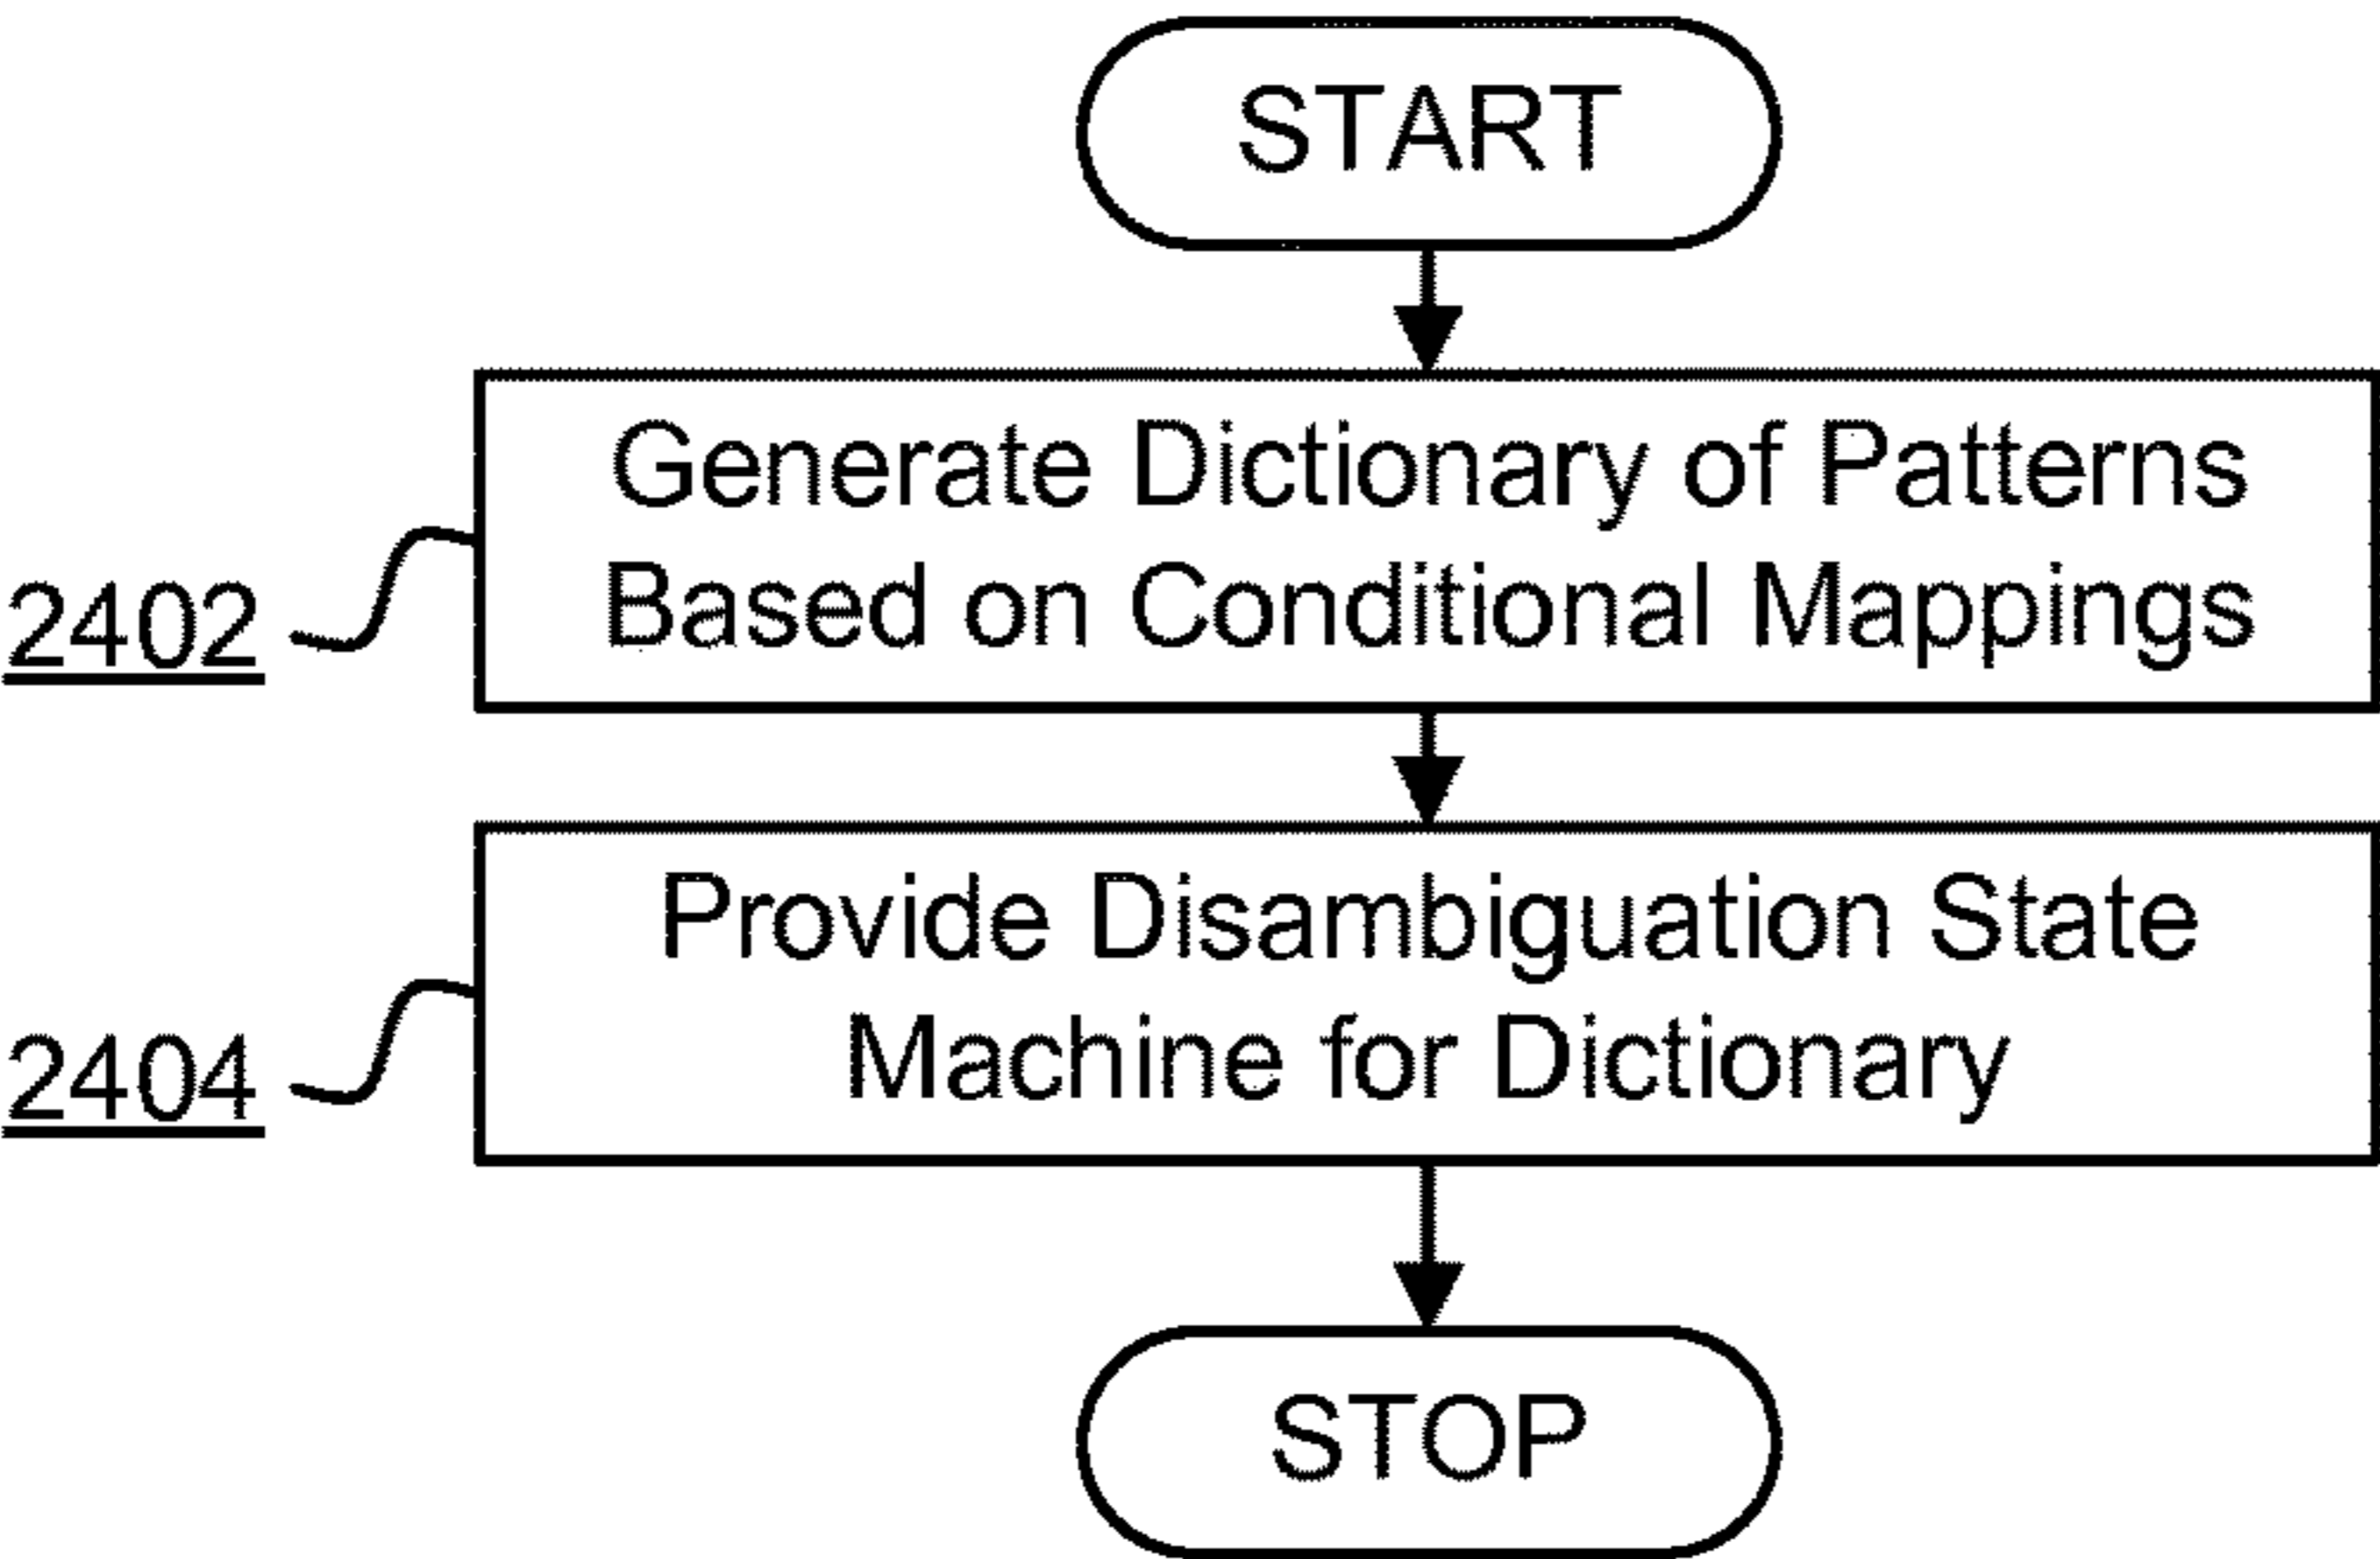 START
Generate Dictionary of Patterns
Based on Conditional Mappings
2402
Provide Disambiguation State
Machine for Dictionary
2404
STOP